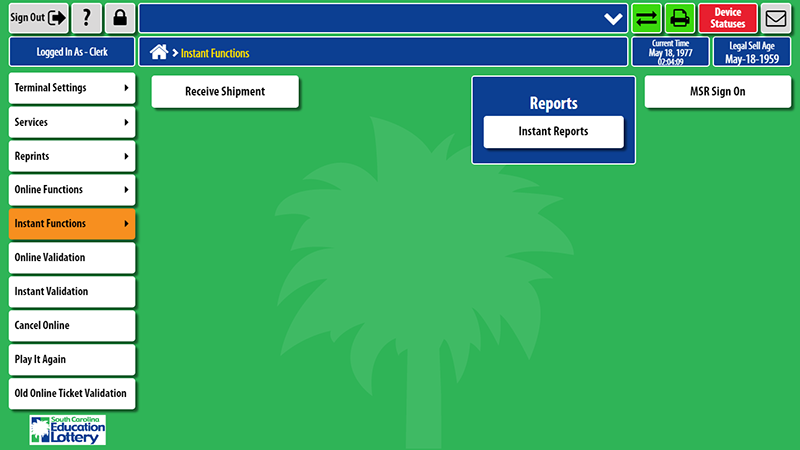 Sign Out
?
Device
Statuses
Logged In As - Clerk
Instant Functions
Current Time
May 18, 1977
02:04:09
Legal Sell Age
May-18-1959
Terminal Settings
Services
Reprints
Online Functions
Instant Functions
Online Validation
Instant Validation
Cancel Online
Play It Again
Old Online Ticket Validation
Receive Shipment
Reports
Instant Reports
MSR Sign On
South Carolina
Education
Lottery